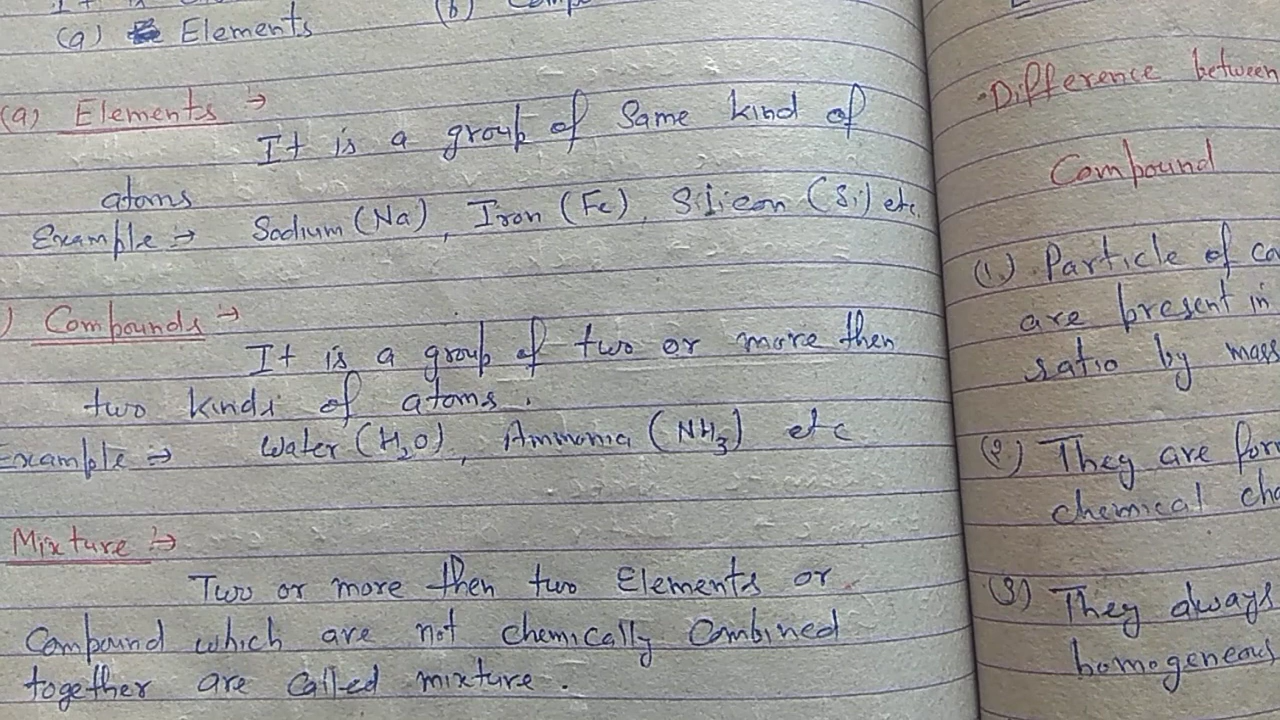 (a) Elements
(b)
(a) Elements →
It is a group of Same kind of
atoms
Example → Sodium (Na), Iron (Fe), Silicon (Si) etc.
) Compounds →
It is a group of two or more then
two kinds of atoms.
Example → Water (H₂O), Ammonia (NH₃) etc
Mixture :→
Two or more then two Elements or
Compound which are not chemically Combined
together are Called mixture.
Difference between
Compound
(1.) Particle of
are present in
ratio by mass
(2) They are
chemical
(3) They always
homogeneous